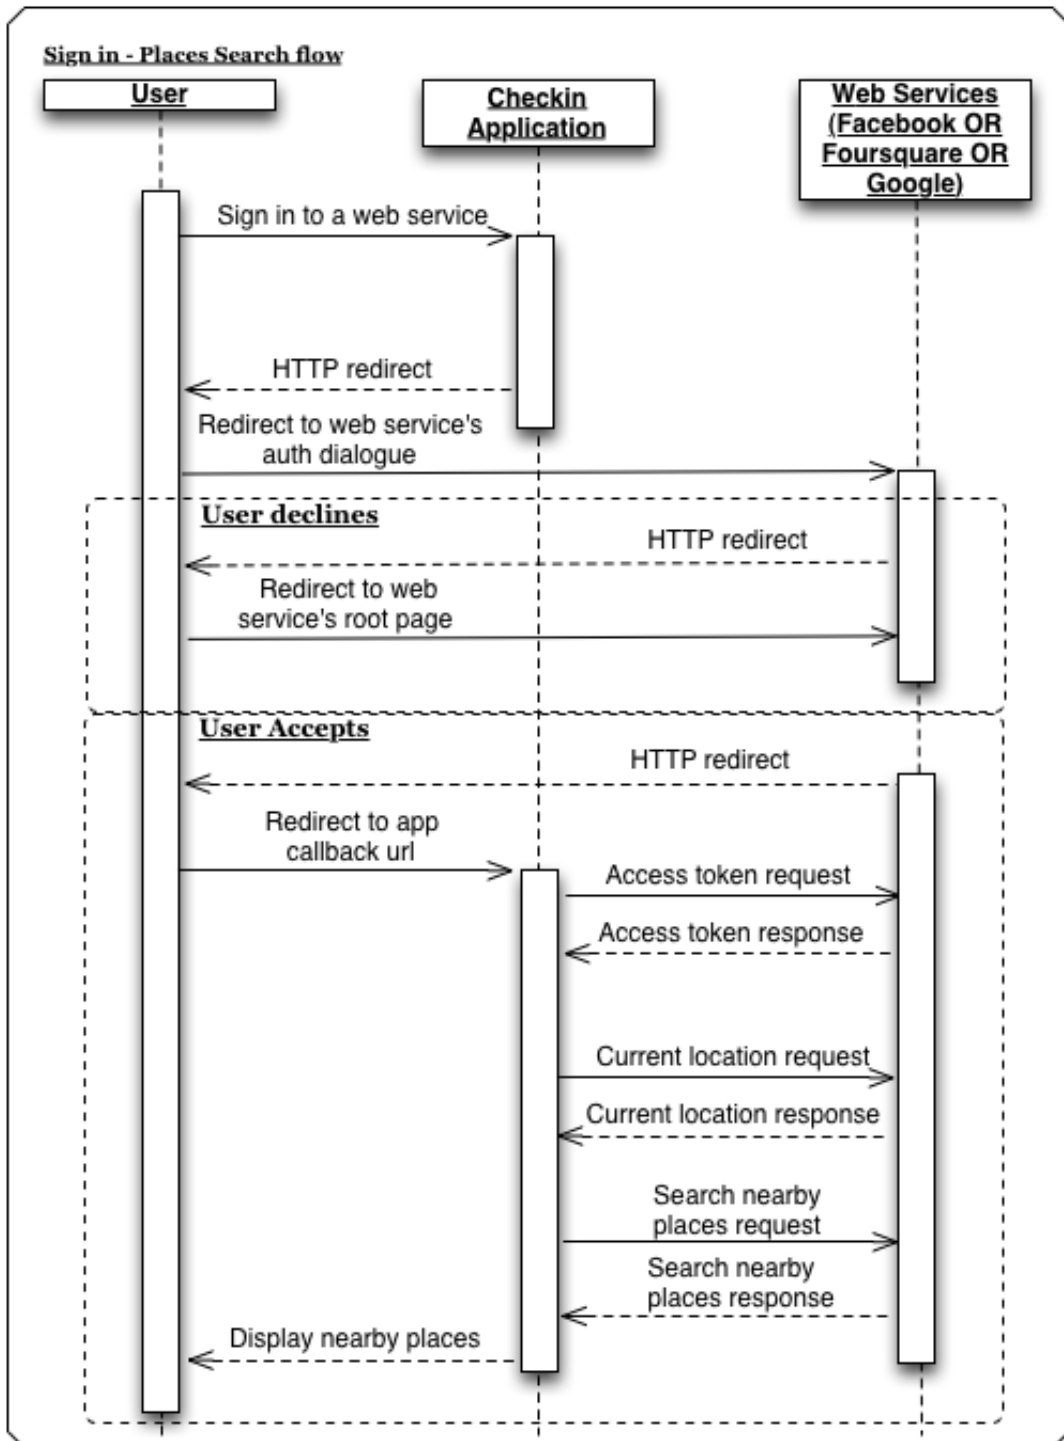 Sign in - Places Search flow
User
Checkin
Application
Web Services
(Facebook OR
Foursquare OR
Google)
Sign in to a web service
HTTP redirect
Redirect to web service's
auth dialogue
User declines
HTTP redirect
Redirect to web
service's root page
User Accepts
HTTP redirect
Redirect to app
callback url
Access token request
Access token response
Current location request
Current location response
Search nearby
places request
Search nearby
places response
Display nearby places